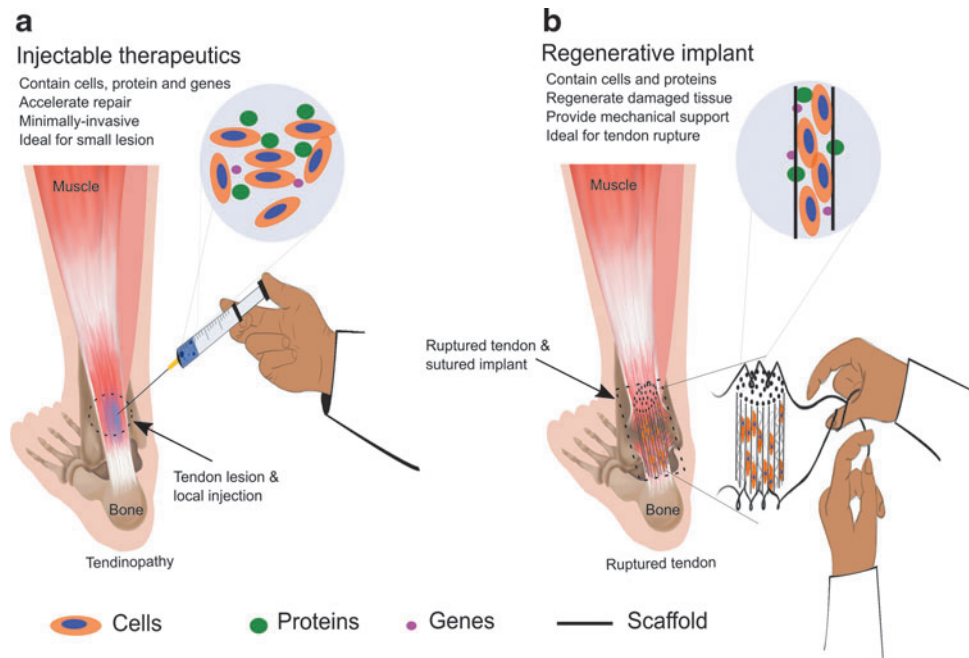 a
Injectable therapeutics
Contain cells, protein and genes
Accelerate repair
Minimally-invasive
Ideal for small lesion
Muscle
Tendon lesion &
local injection
Bone
Tendinopathy
b
Regenerative implant
Contain cells and proteins
Regenerate damaged tissue
Provide mechanical support
Ideal for tendon rupture
Muscle
Ruptured tendon &
sutured implant
Bone
Ruptured tendon
Cells
Proteins
Genes
Scaffold